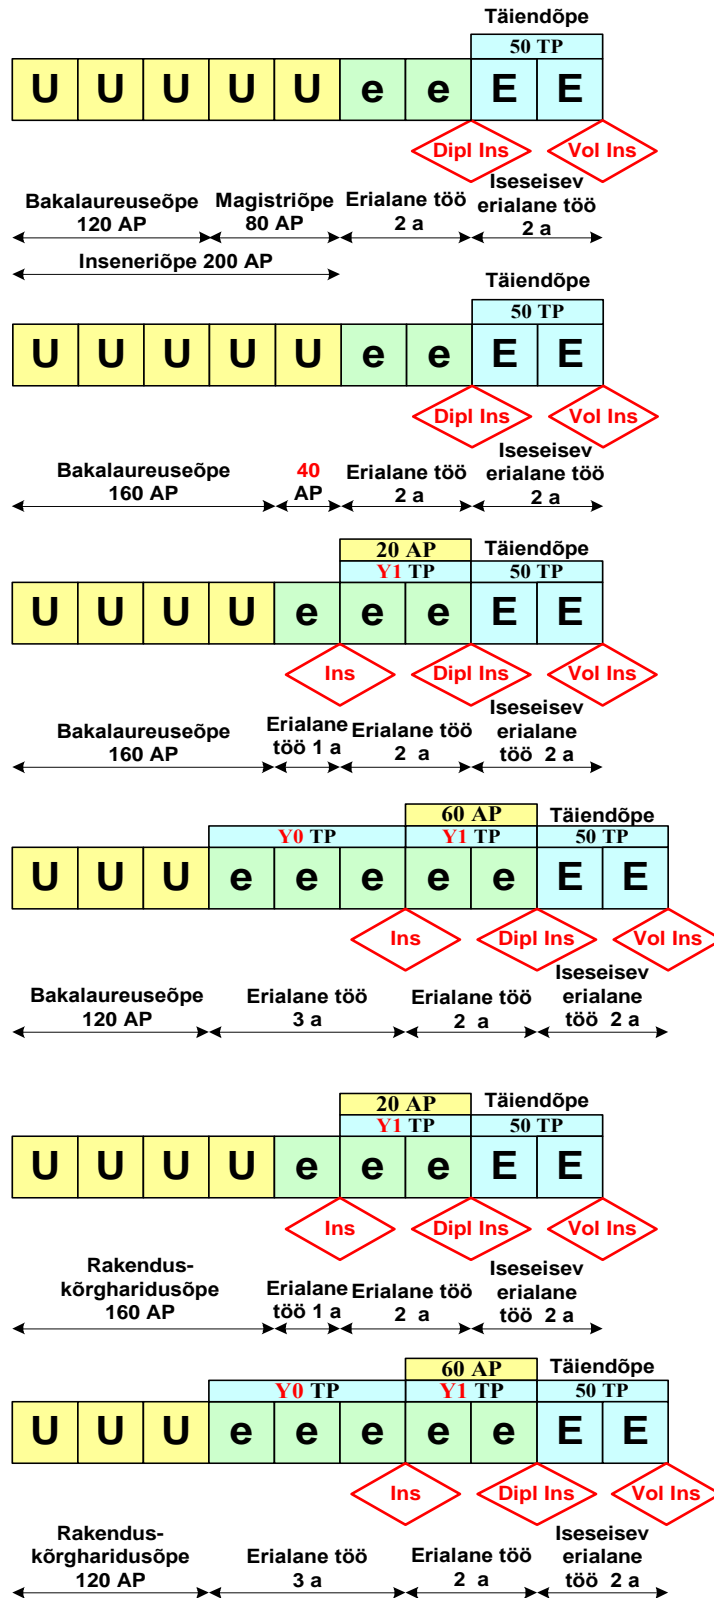 Täiendõpe
50 TP
U U U U U e e E E
Dipl Ins Vol Ins
Bakalaureuseõpe
120 AP
Magistriõpe
80 AP
Erialane töö
2 a
Iseseisev
erialane töö
2 a
Inseneriõpe 200 AP
Täiendõpe
50 TP
U U U U U e e E E
Dipl Ins Vol Ins
Bakalaureuseõpe
160 AP
40
AP
Erialane töö
2 a
Iseseisev
erialane töö
2 a
20 AP Täiendõpe
Y1 TP 50 TP
U U U U e e e E E
Ins Dipl Ins Vol Ins
Bakalaureuseõpe
160 AP
Erialane
töö 1 a
Erialane töö
2 a
Iseseisev
erialane
töö 2 a
60 AP Täiendõpe
Y0 TP Y1 TP 50 TP
U U U e e e e e E E
Ins Dipl Ins Vol Ins
Bakalaureuseõpe
120 AP
Erialane töö
3 a
Erialane töö
2 a
Iseseisev
erialane
töö 2 a
20 AP Täiendõpe
Y1 TP 50 TP
U U U U e e e E E
Ins Dipl Ins Vol Ins
Rakendus-
kõrgharidusõpe
160 AP
Erialane
töö 1 a
Erialane töö
2 a
Iseseisev
erialane
töö 2 a
60 AP Täiendõpe
Y0 TP Y1 TP 50 TP
U U U e e e e e E E
Ins Dipl Ins Vol Ins
Rakendus-
kõrgharidusõpe
120 AP
Erialane töö
3 a
Erialane töö
2 a
Iseseisev
erialane
töö 2 a